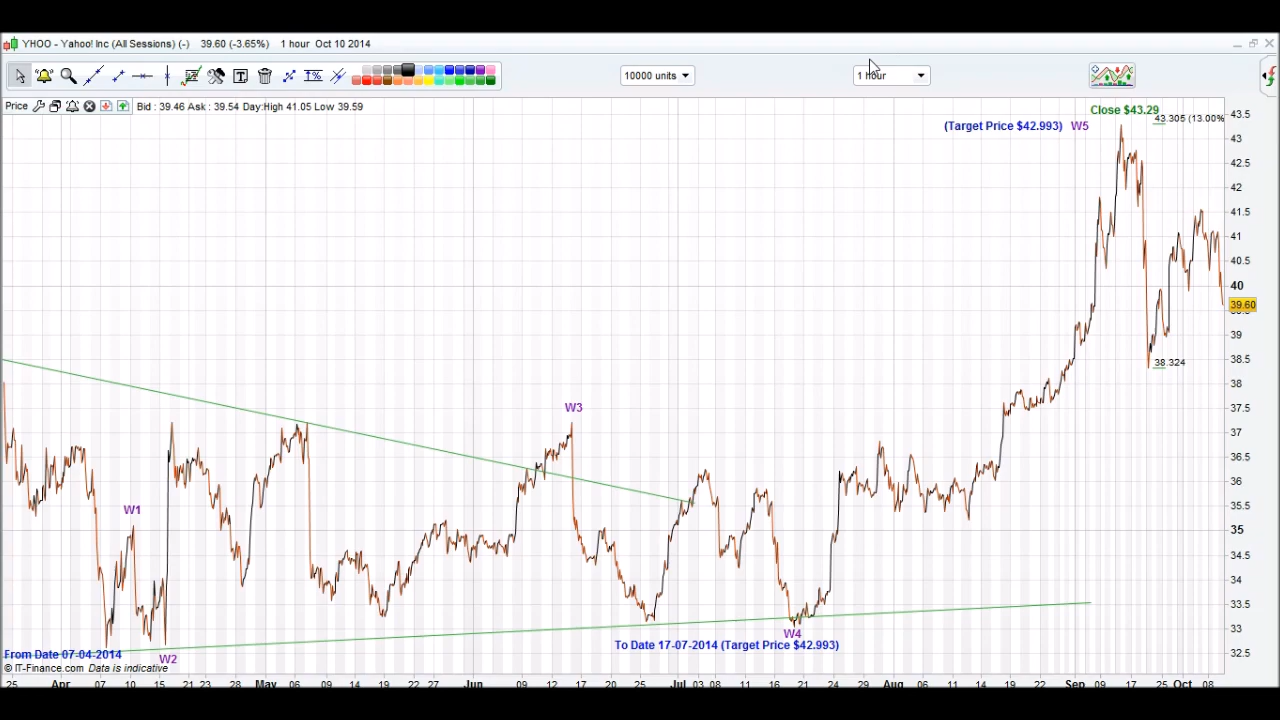 YHOO - Yahoo! Inc (All Sessions) (-) 39.60 (-3.65%) 1 hour Oct 10 2014
10000 units
1 hour
Price Bid : 39.46 Ask : 39.54 Day:High 41.05 Low 39.59
Close $43.29
43.305 (13.00%
(Target Price $42.993) W5
43.5
43
42.5
42
41.5
41
40.5
40
39.60
39
38.5
38.324
38
37.5
W3
37
36.5
36
35.5
W1
35
34.5
34
33.5
33
W4
To Date 17-07-2014 (Target Price $42.993)
32.5
From Date 07-04-2014
W2
© IT-Finance.com Data is indicative
25 Apr 07 10 15 21 23 28 May 06 09 14 19 22 27 Jun 09 12 17 20 25 Jul 03 08 11 16 21 24 29 Aug 06 11 14 19 22 27 Sep 09 17 25 Oct 08